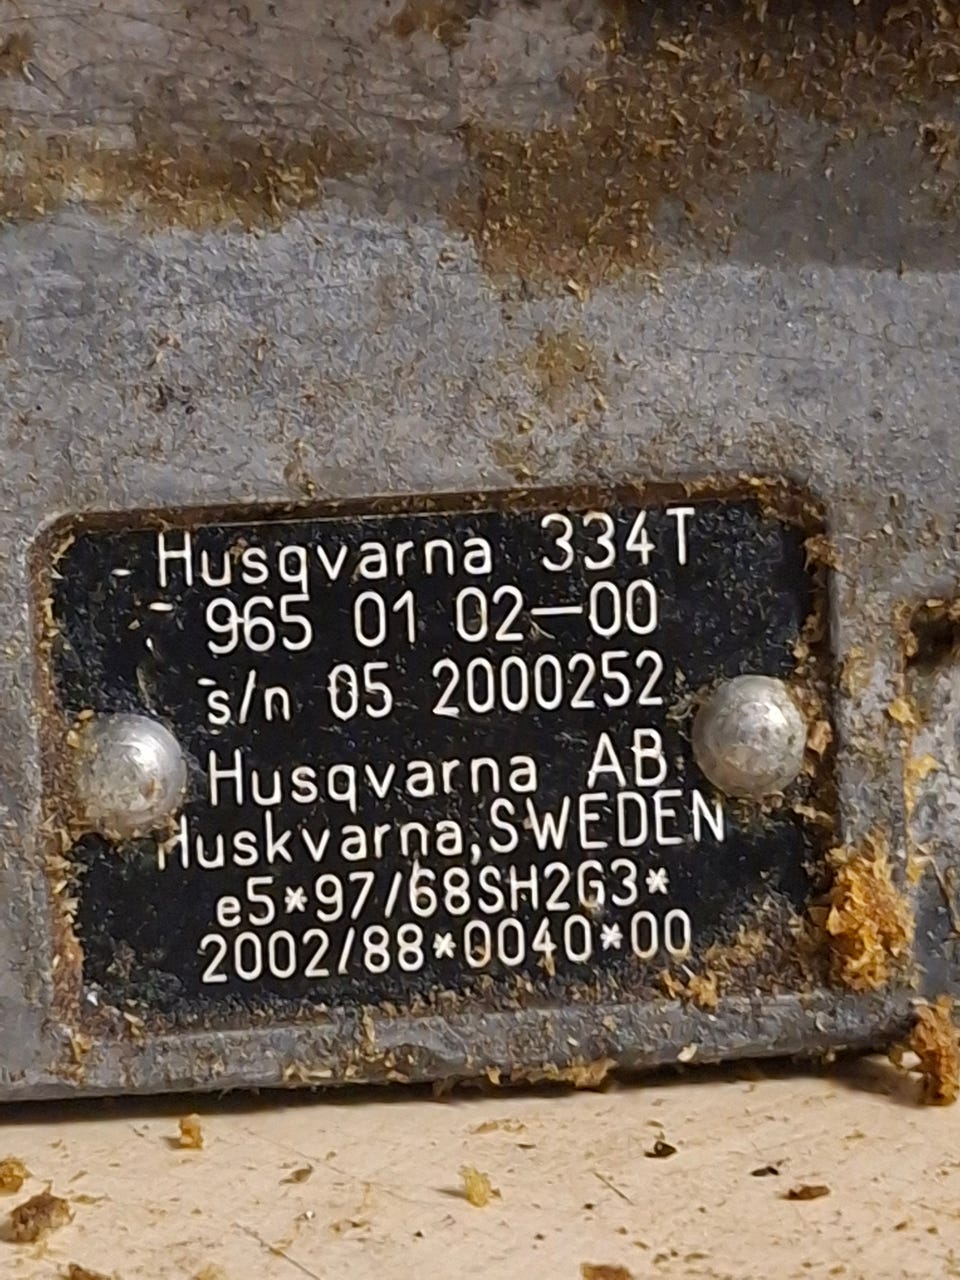 Husqvarna 334T
965 01 02-00
s/n 05 2000252
Husqvarna AB
Huskvarna,SWEDEN
e5*97/68SH2G3*
2002/88*0040*00